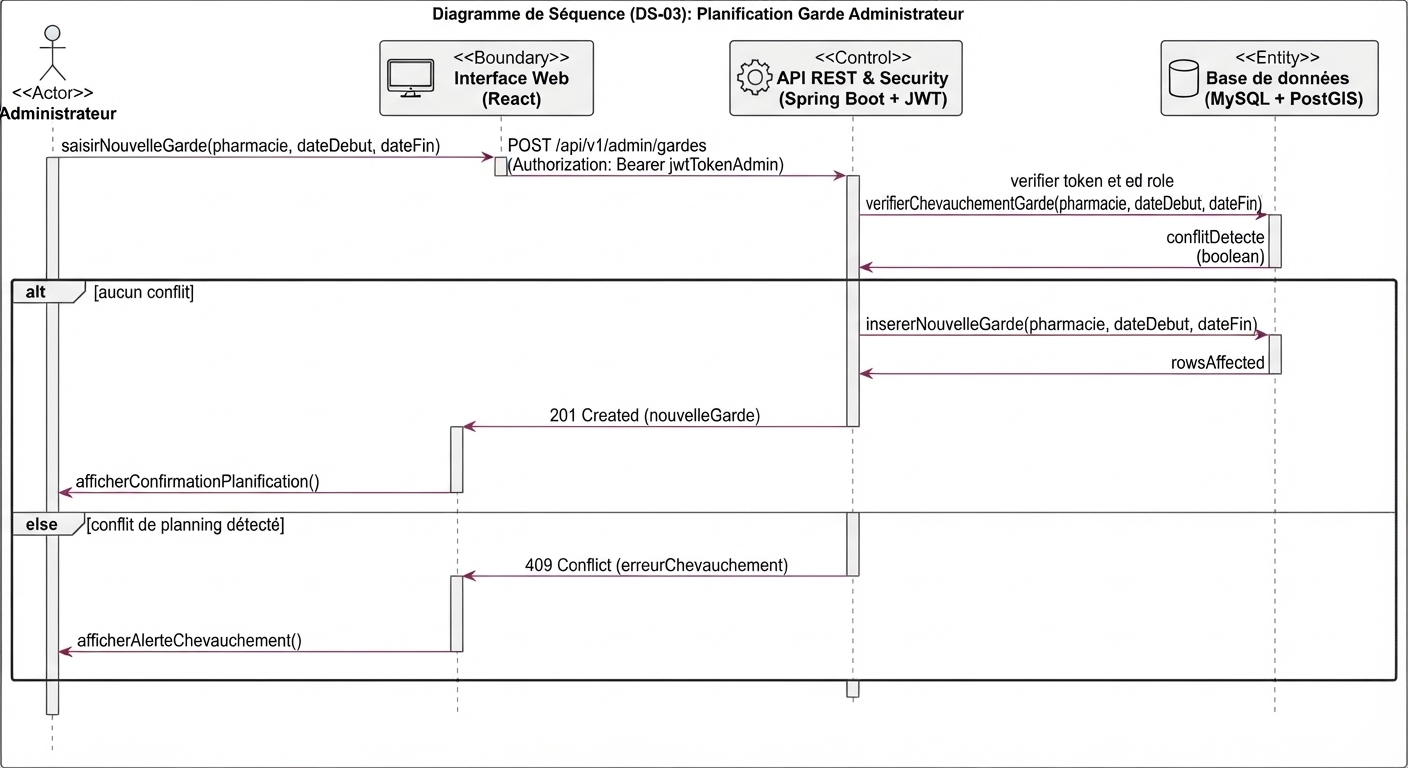 Diagramme de Séquence (DS-03): Planification Garde Administrateur
<<Actor>>
Administrateur
<<Boundary>>
Interface Web
(React)
<<Control>>
API REST & Security
(Spring Boot + JWT)
<<Entity>>
Base de données
(MySQL + PostGIS)
saisirNouvelleGarde(pharmacie, dateDebut, dateFin)
POST /api/v1/admin/gardes
(Authorization: Bearer jwtTokenAdmin)
verifier token et ed role
verifierChevauchementGarde(pharmacie, dateDebut, dateFin)
conflitDetecte
(boolean)
alt [aucun conflit]
insererNouvelleGarde(pharmacie, dateDebut, dateFin)
rowsAffected
201 Created (nouvelleGarde)
afficherConfirmationPlanification()
else [conflit de planning détecté]
409 Conflict (erreurChevauchement)
afficherAlerteChevauchement()